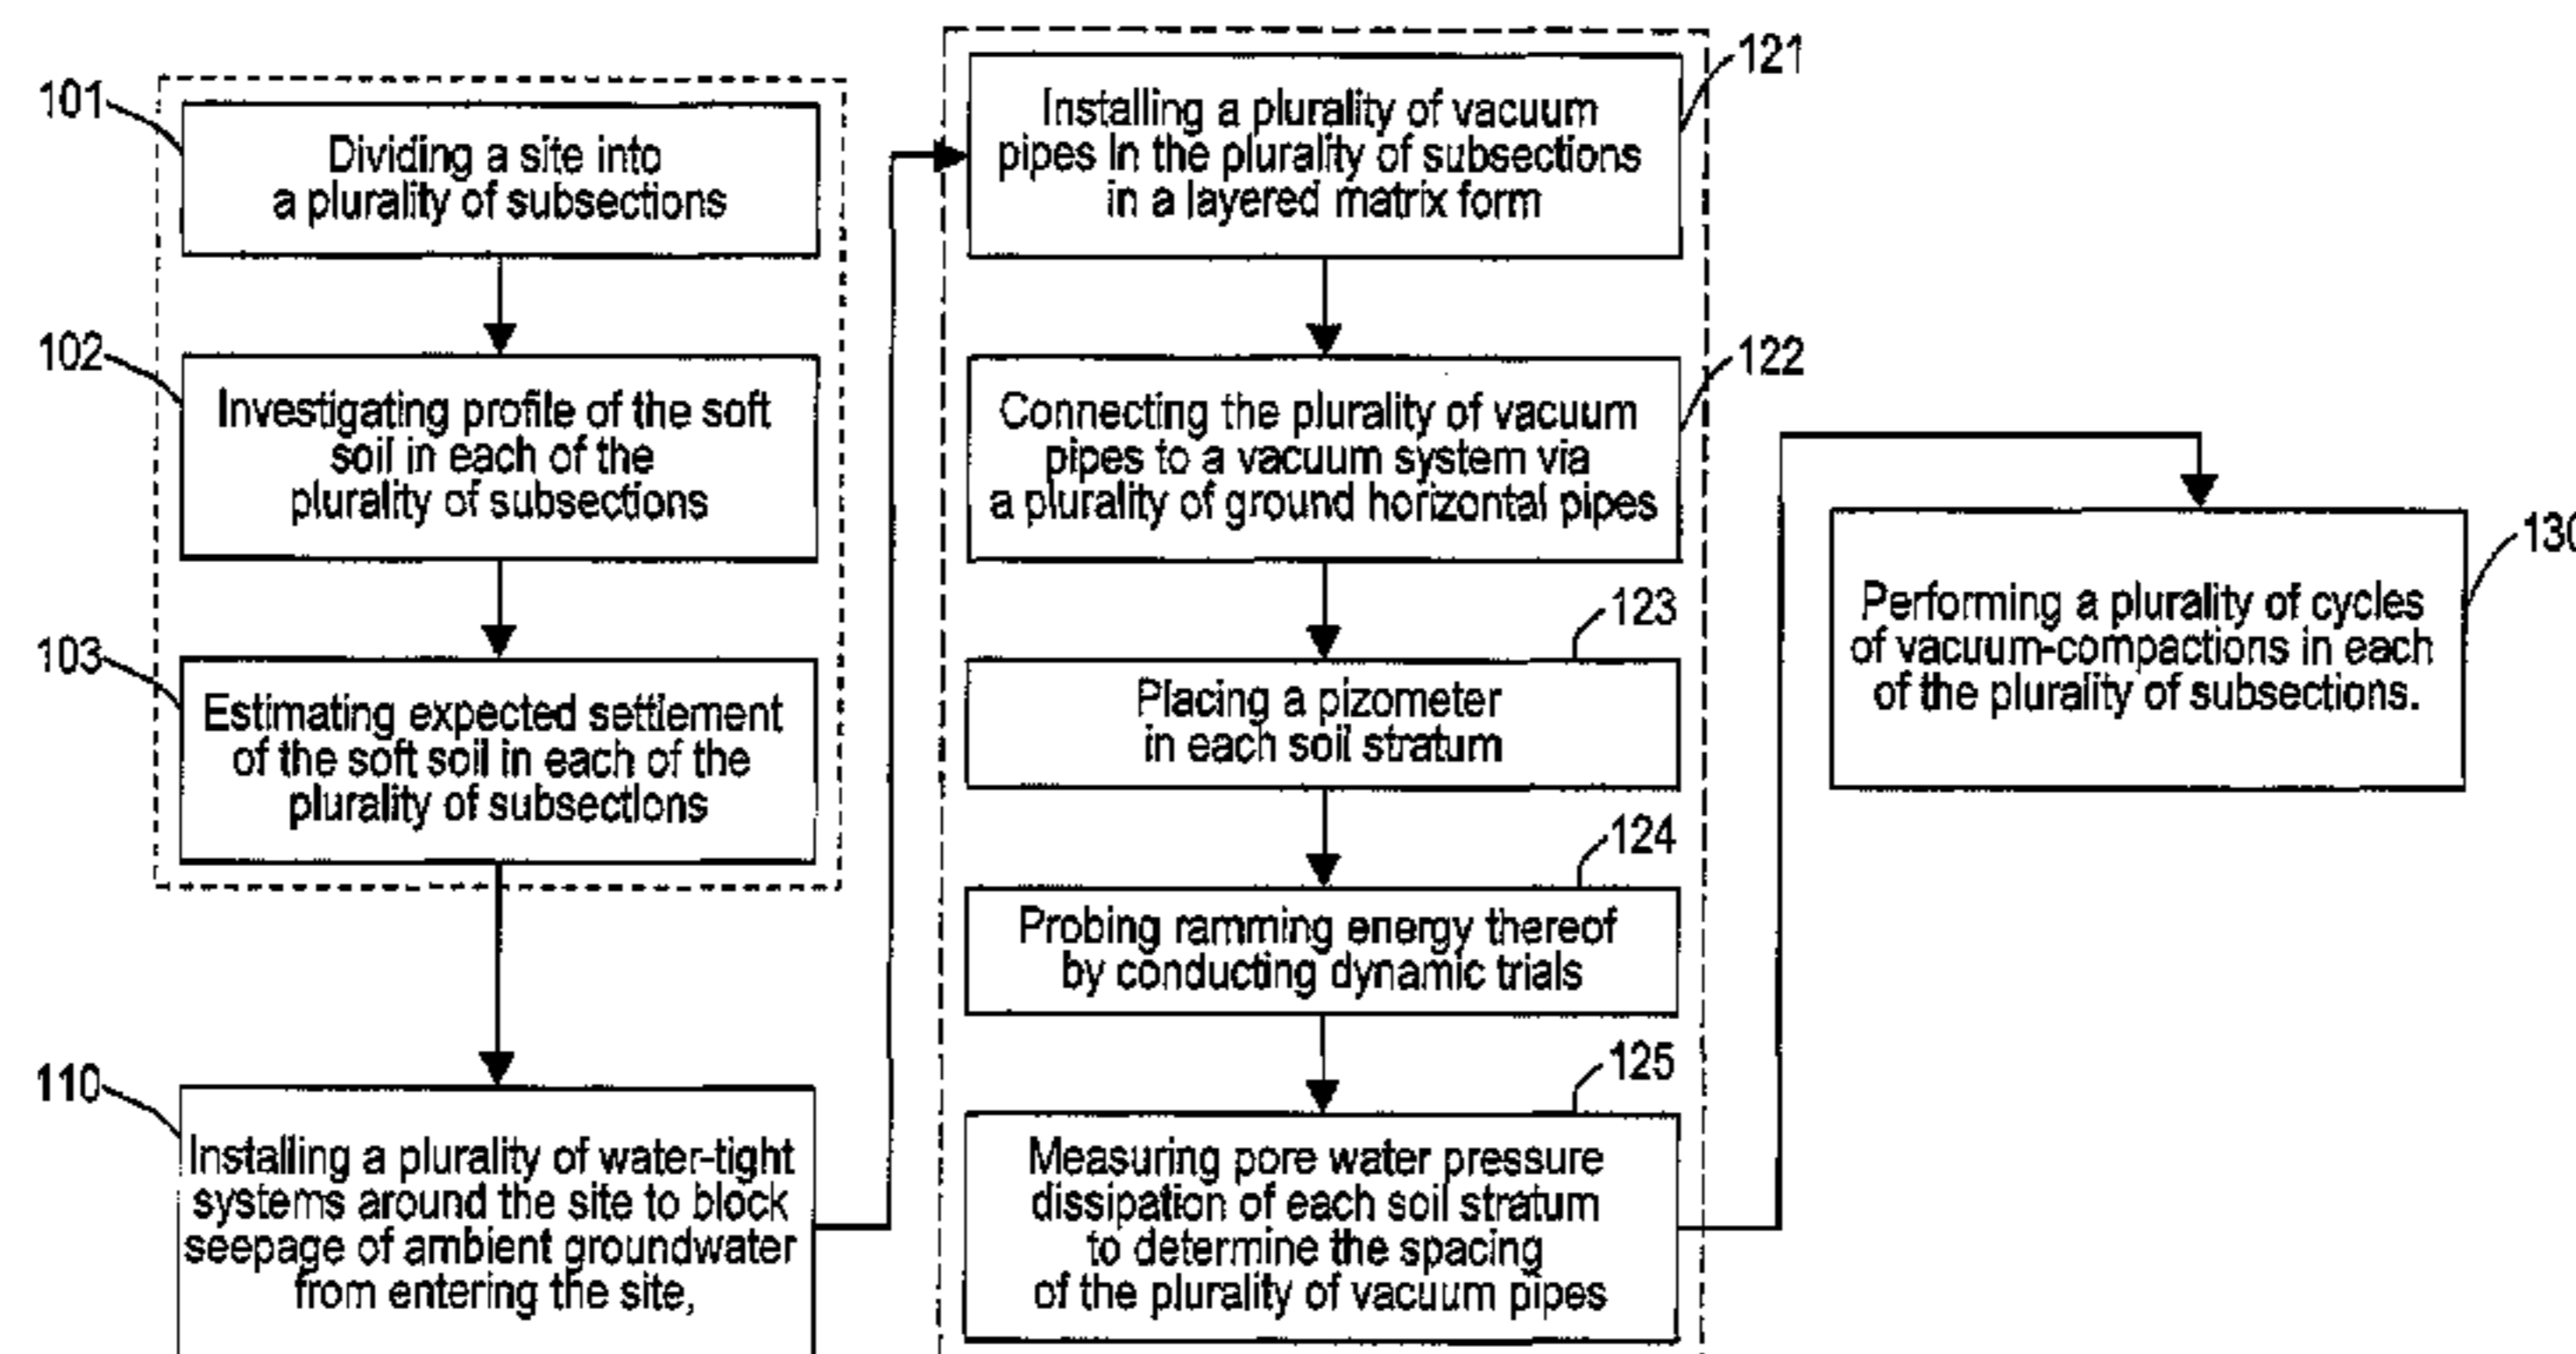 101
Dividing a site into
a plurality of subsections
102
Investigating profile of the soft
soil in each of the
plurality of subsections
103
Estimating expected settlement
of the soft soil in each of the
plurality of subsections
110
Installing a plurality of water-tight
systems around the site to block
seepage of ambient groundwater
from entering the site,
121
Installing a plurality of vacuum
pipes in the plurality of subsections
in a layered matrix form
122
Connecting the plurality of vacuum
pipes to a vacuum system via
a plurality of ground horizontal pipes
123
Placing a pizometer
in each soil stratum
124
Probing ramming energy thereof
by conducting dynamic trials
125
Measuring pore water pressure
dissipation of each soil stratum
to determine the spacing
of the plurality of vacuum pipes
130
Performing a plurality of cycles
of vacuum-compactions in each
of the plurality of subsections.